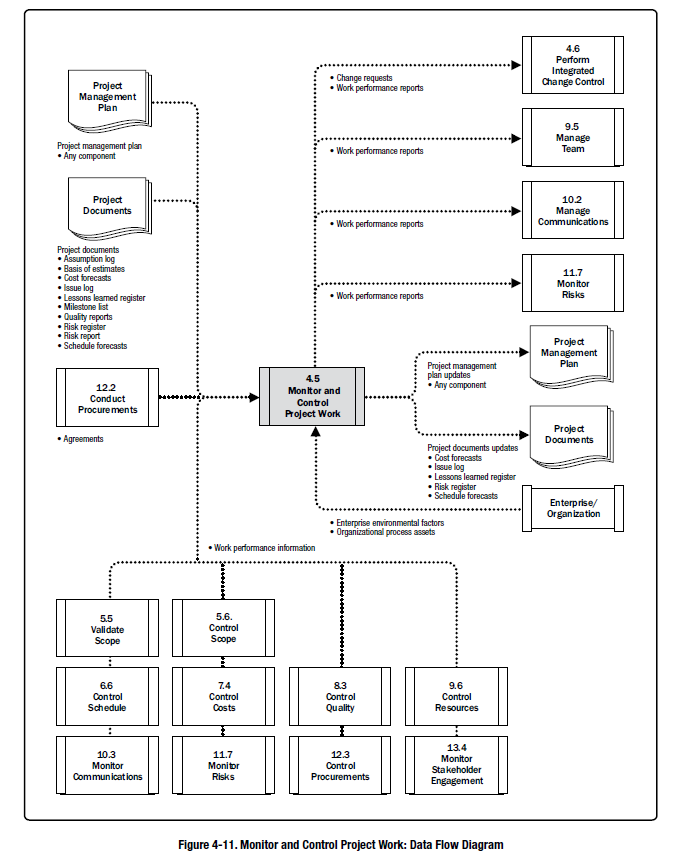 Project
Management
Plan
Project management plan
• Any component
Project
Documents
Project documents
• Assumption log
• Basis of estimates
• Cost forecasts
• Issue log
• Lessons learned register
• Milestone list
• Quality reports
• Risk register
• Risk report
• Schedule forecasts
12.2
Conduct
Procurements
• Agreements
• Change requests
• Work performance reports
4.6
Perform
Integrated
Change Control
• Work performance reports
9.5
Manage
Team
• Work performance reports
10.2
Manage
Communications
• Work performance reports
11.7
Monitor
Risks
4.5
Monitor and
Control
Project Work
Project management
plan updates
• Any component
Project
Management
Plan
Project documents updates
• Cost forecasts
• Issue log
• Lessons learned register
• Risk register
• Schedule forecasts
Project
Documents
• Enterprise environmental factors
• Organizational process assets
Enterprise/
Organization
• Work performance information
5.5
Validate
Scope
5.6.
Control
Scope
6.6
Control
Schedule
7.4
Control
Costs
8.3
Control
Quality
9.6
Control
Resources
10.3
Monitor
Communications
11.7
Monitor
Risks
12.3
Control
Procurements
13.4
Monitor
Stakeholder
Engagement
Figure 4-11. Monitor and Control Project Work: Data Flow Diagram